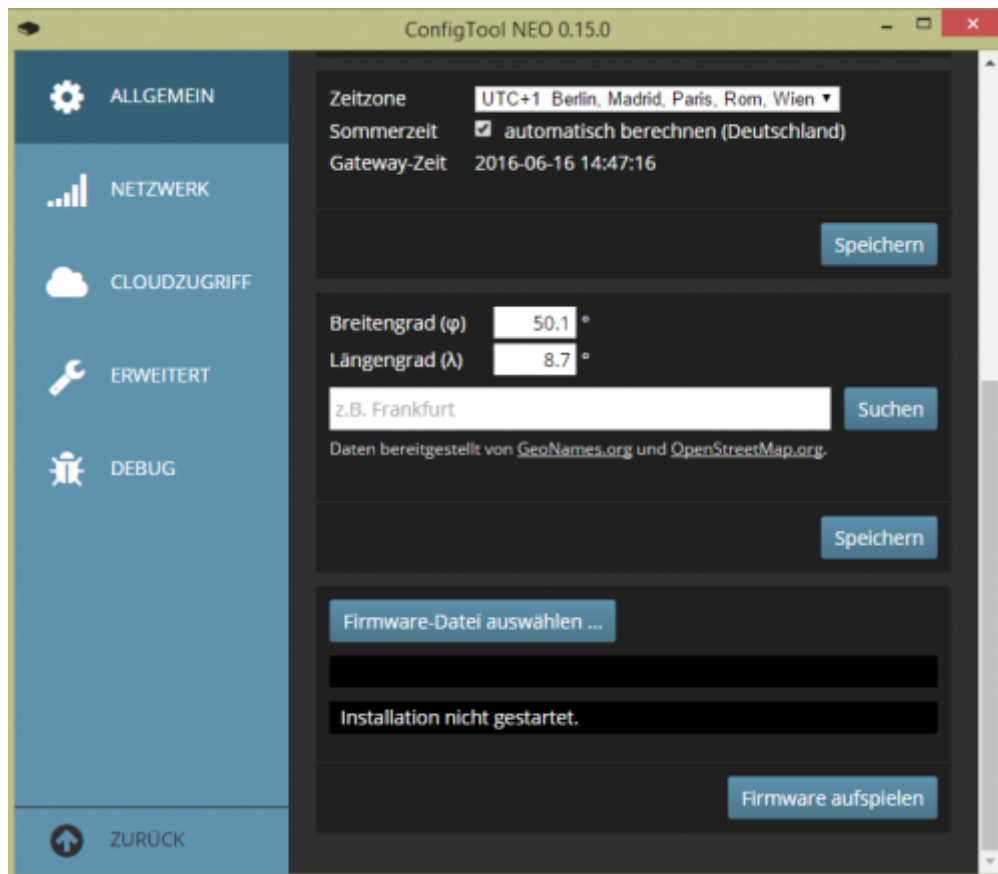 ConfigTool NEO 0.15.0
ALLGEMEIN
NETZWERK
CLOUDZUGRIFF
ERWEITERT
DEBUG
ZURÜCK
Zeitzone UTC+1 Berlin, Madrid, Paris, Rom, Wien
Sommerzeit automatisch berechnen (Deutschland)
Gateway-Zeit 2016-06-16 14:47:16
Speichern
Breitengrad (φ) 50.1 °
Längengrad (λ) 8.7 °
z.B. Frankfurt Suchen
Daten bereitgestellt von GeoNames.org und OpenStreetMap.org.
Speichern
Firmware-Datei auswählen ...
Installation nicht gestartet.
Firmware aufspielen